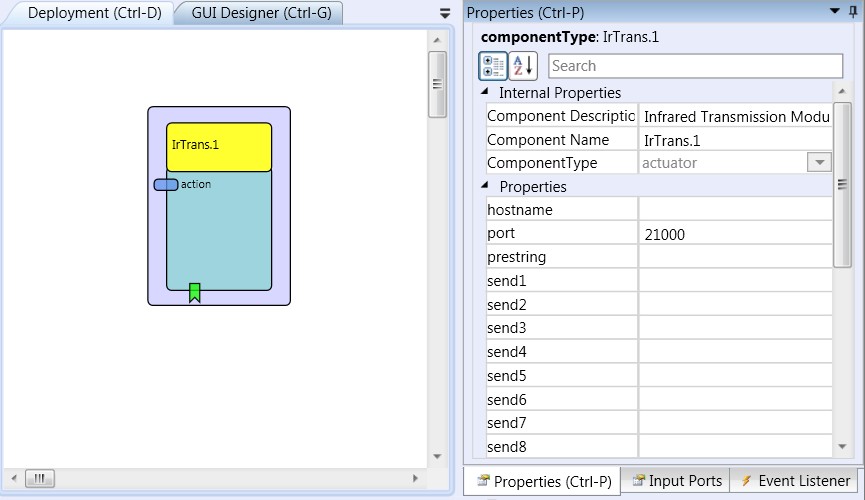 Deployment (Ctrl-D)
GUI Designer (Ctrl-G)
IrTrans.1
action
Properties (Ctrl-P)
componentType: IrTrans.1
A
Z
Search
Internal Properties
Component Descriptic Infrared Transmission Modu
Component Name IrTrans.1
ComponentType actuator
Properties
hostname
port 21000
prestring
send1
send2
send3
send4
send5
send6
send7
send8
Properties (Ctrl-P)
Input Ports
Event Listener